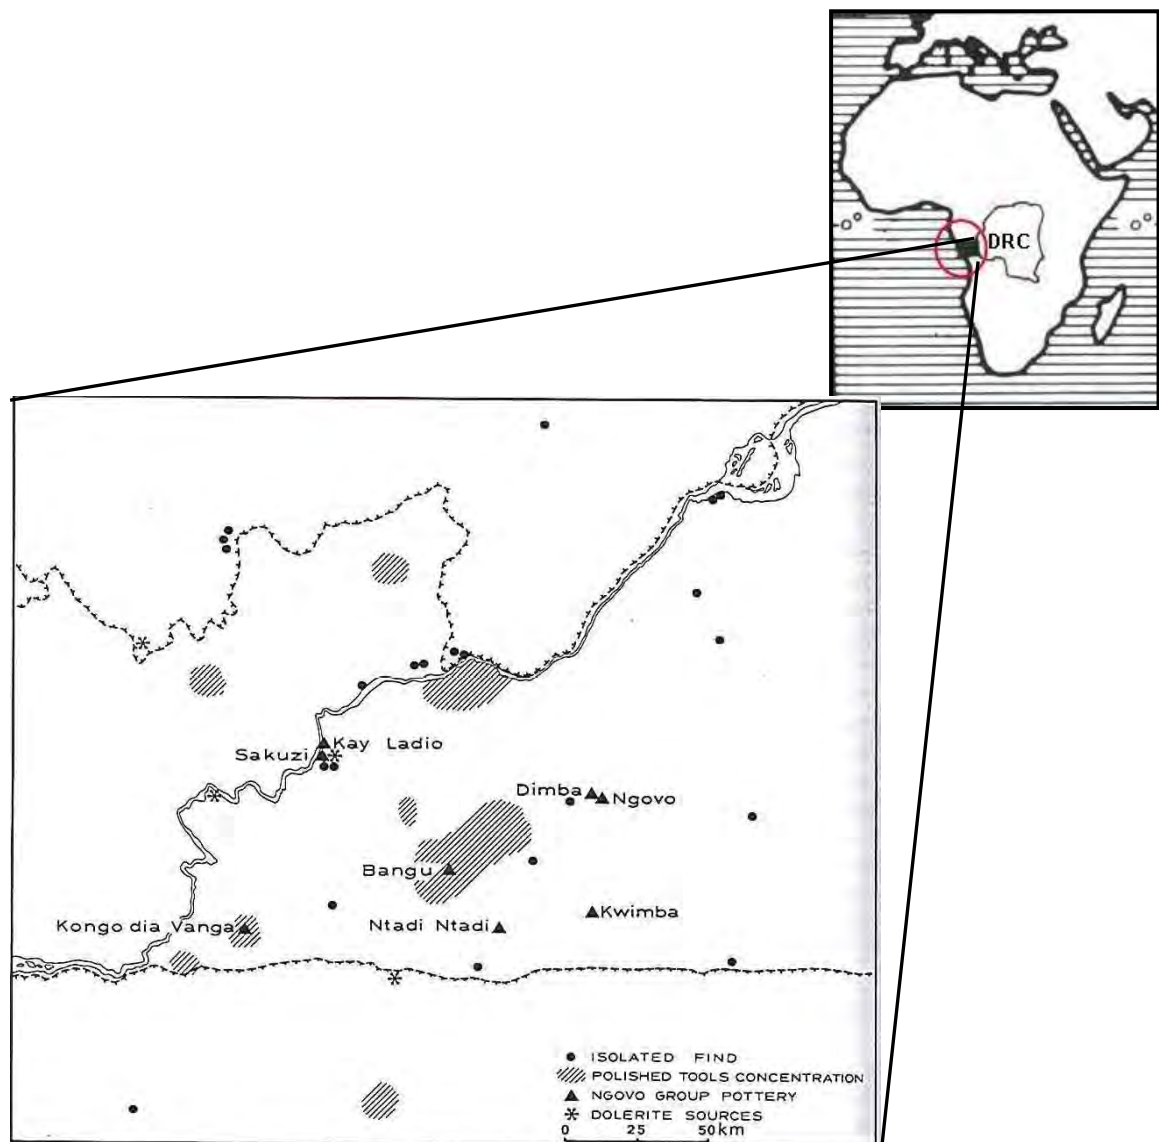 DRC
Kay Ladio
Sakuzi
Dimba
Ngovo
Bangu
Kwimba
Kongo dia Vanga
Ntadi Ntadi
ISOLATED FIND
POLISHED TOOLS CONCENTRATION
NGOVO GROUP POTTERY
DOLERITE SOURCES
0 25 50km